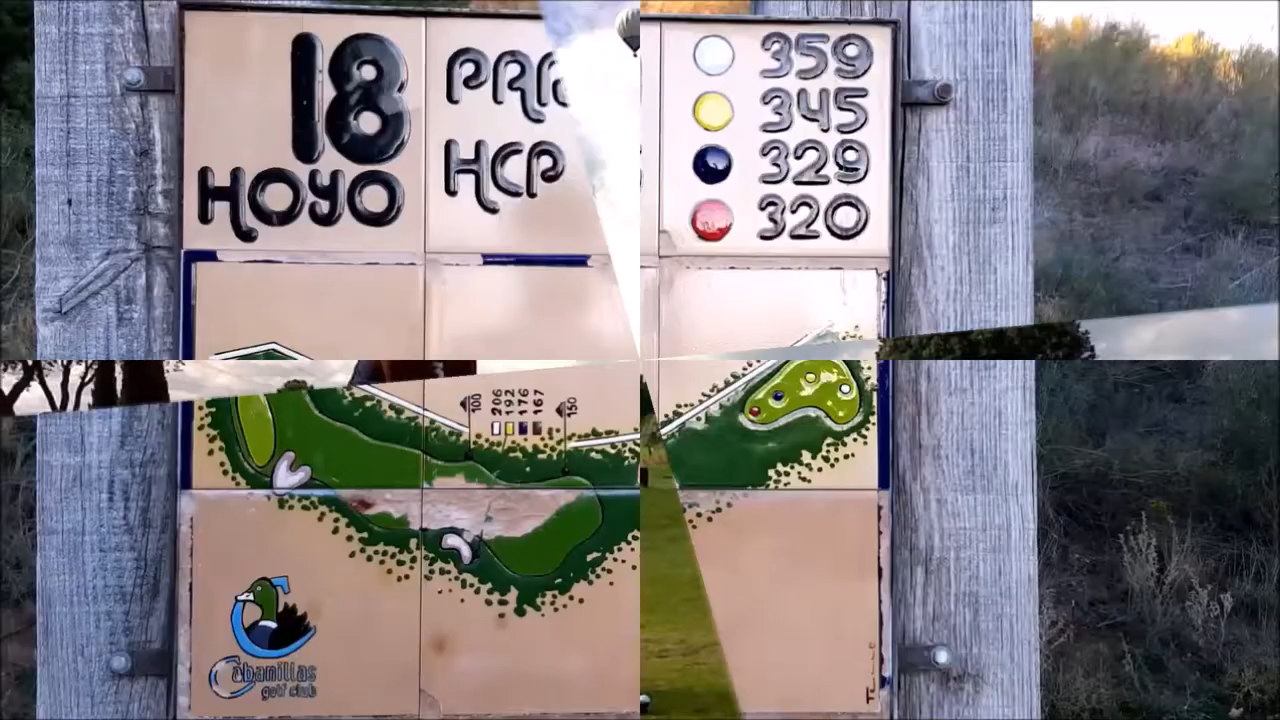 18
HOYO
HCP
359
345
329
320
100
206
192
176
167
150
Cabanillas
golf club